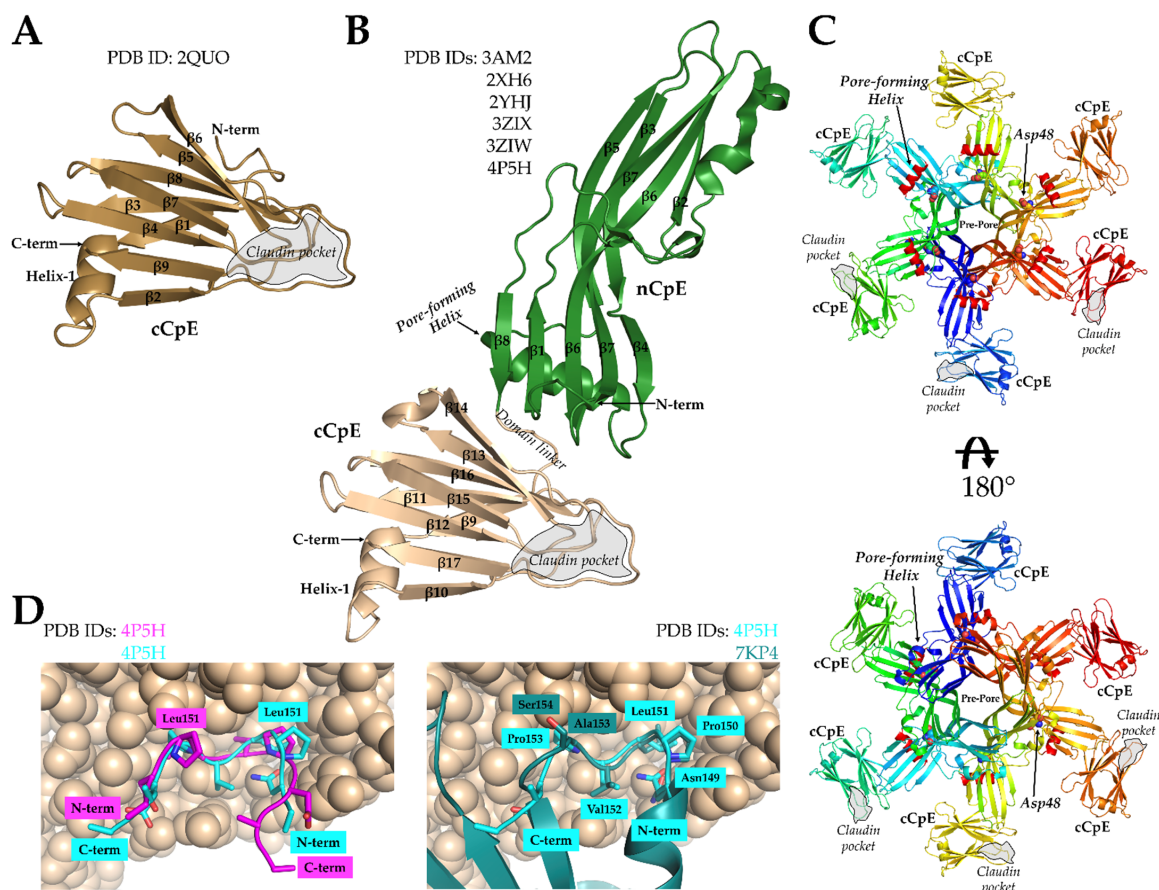 A
PDB ID: 2QUO
β6
N-term
β5
β8
β3
β7
β1
β4
C-term
β9
Helix-1
β2
Claudin pocket
cCpE
B
PDB IDs: 3AM2
2XH6
2YHJ
3ZIX
3ZIW
4P5H
β3
β5
β7
β6
β2
nCpE
Pore-forming
Helix
β8
β1
β6
β7
β4
N-term
Domain linker
cCpE
β14
β13
β16
β11
β15
β9
β12
C-term
β17
Helix-1
β10
Claudin pocket
C
cCpE
Pore-forming
Helix
cCpE
Asp48
cCpE
Pre-Pore
Claudin
pocket
cCpE
cCpE
Claudin
pocket
Claudin
pocket
cCpE
180°
Pore-forming
Helix
cCpE
cCpE
cCpE
Pre-Pore
cCpE
Claudin
pocket
Claudin
pocket
Asp48
cCpE
cCpE
Claudin
pocket
D
PDB IDs: 4P5H
4P5H
Leu151
Leu151
N-term
C-term
N-term
C-term
PDB IDs: 4P5H
7KP4
Ser154
Leu151
Ala153
Pro153
Pro150
Asn149
Val152
C-term
N-term